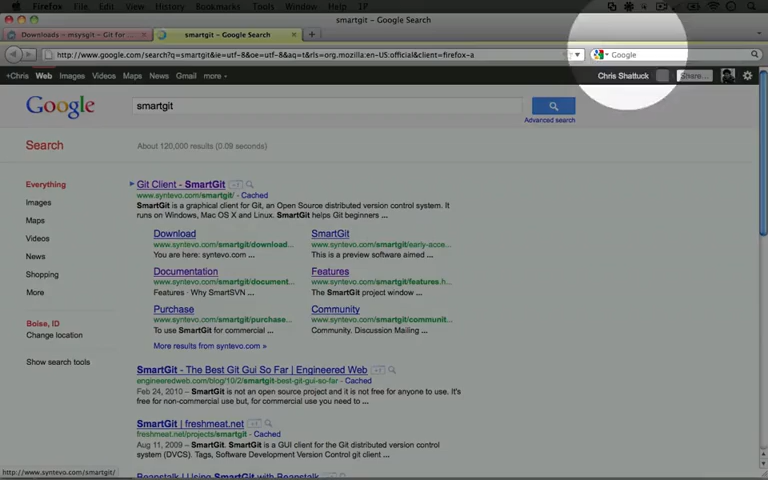 Firefox File Edit View History Bookmarks Tools Window Help
smartgit – Google Search
Downloads – msysgit – Git for ...
smartgit – Google Search
http://www.google.com/search?q=smartgit&ie=utf-8&oe=utf-8&aq=t&rls=org.mozilla:en-US:official&client=firefox-a
Google
+Chris Web Images Videos Maps News Shopping Gmail more
Chris Shattuck
Share...
Google
smartgit
Advanced search
Search
About 120,000 results (0.09 seconds)
Everything
Images
Maps
Videos
News
Shopping
More
Boise, ID
Change location
Show search tools
Git Client - SmartGit
www.syntevo.com/smartgit/ - Cached
SmartGit is a graphical client for Git, an Open Source distributed version control system. It
runs on Windows, Mac OS X and Linux. SmartGit helps Git beginners ...
Download
www.syntevo.com/smartgit/download...
You are here: syntevo.com ...
SmartGit
www.syntevo.com/smartgit/early-acce...
This is a preview software aimed ...
Documentation
www.syntevo.com/smartgit/document...
Features - Why SmartSVN ...
Features
www.syntevo.com/smartgit/features.h...
The SmartGit project window ...
Purchase
www.syntevo.com/smartgit/purchase...
To use SmartGit for commercial ...
Community
www.syntevo.com/smartgit/communit...
Community. Discussion Mailing ...
More results from syntevo.com »
SmartGit - The Best Git Gui So Far | Engineered Web
engineeredweb.com/blog/10/2/smartgit-best-git-gui-so-far/ - Cached
Feb 24, 2010 – SmartGit is not an open source project and it is not free for anyone to use. It's
free for non-commercial use but, for commercial use you need to ...
SmartGit | freshmeat.net
freshmeat.net/projects/smartgit - Cached
Aug 11, 2009 – SmartGit. SmartGit is a GUI client for the Git distributed version control system
(DVCS). Tags, Software Development Version Control git client ...
Beanstalk | Using SmartGit with Beanstalk
http://www.syntevo.com/smartgit/